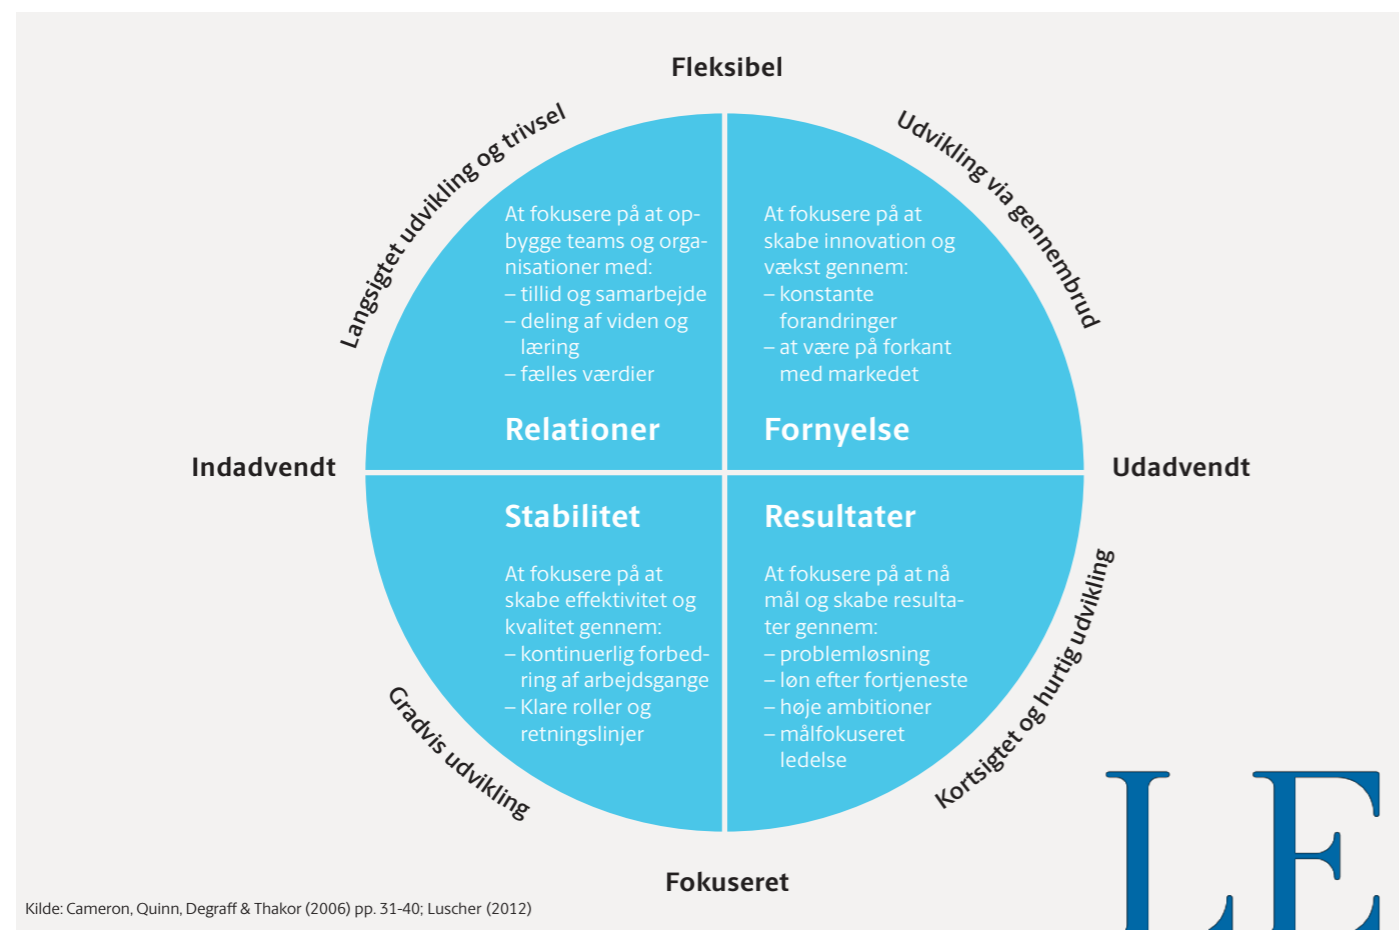 Fleksibel
Langsigtet udvikling og trivsel
Udvikling via gennembrud
At fokusere på at op-
bygge teams og orga-
nisationer med:
– tillid og samarbejde
– deling af viden og
læring
– fælles værdier
Relationer
At fokusere på at
skabe innovation og
vækst gennem:
– konstante
forandringer
– at være på forkant
med markedet
Fornyelse
Indadvendt
Udadvendt
Stabilitet
At fokusere på at
skabe effektivitet og
kvalitet gennem:
– kontinuerlig forbed-
ring af arbejdsgange
– Klare roller og
retningslinjer
Resultater
At fokusere på at nå
mål og skabe resulta-
ter gennem:
– problemløsning
– løn efter fortjeneste
– høje ambitioner
– målfokuseret
ledelse
Gradvis udvikling
Kortsigtet og hurtig udvikling
Fokuseret
Kilde: Cameron, Quinn, Degraff & Thakor (2006) pp. 31-40; Luscher (2012)
LE